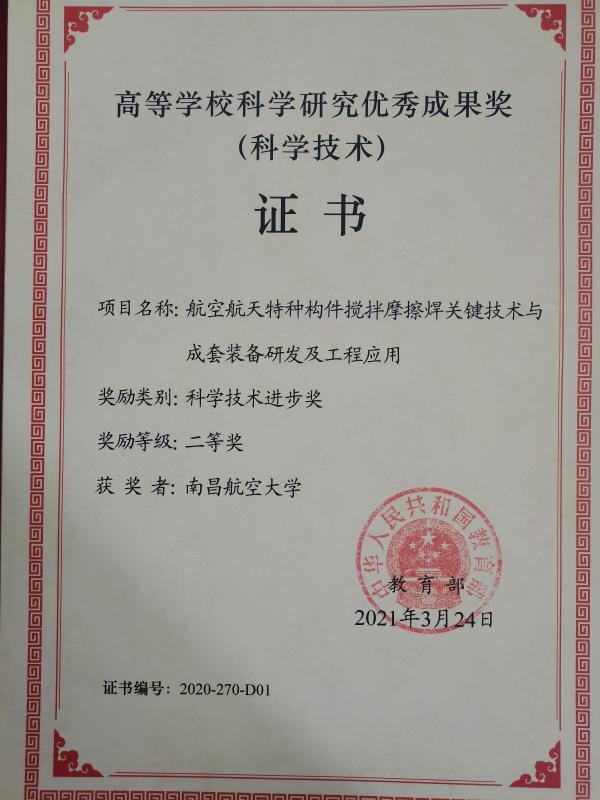 高等学校科学研究优秀成果奖
(科学技术)
证书
项目名称: 航空航天特种构件搅拌摩擦焊关键技术与
成套装备研发及工程应用
奖励类别: 科学技术进步奖
奖励等级: 二等奖
获奖者: 南昌航空大学
中华人民共和国教育部
教育部
2021年3月24日
证书编号: 2020-270-D01